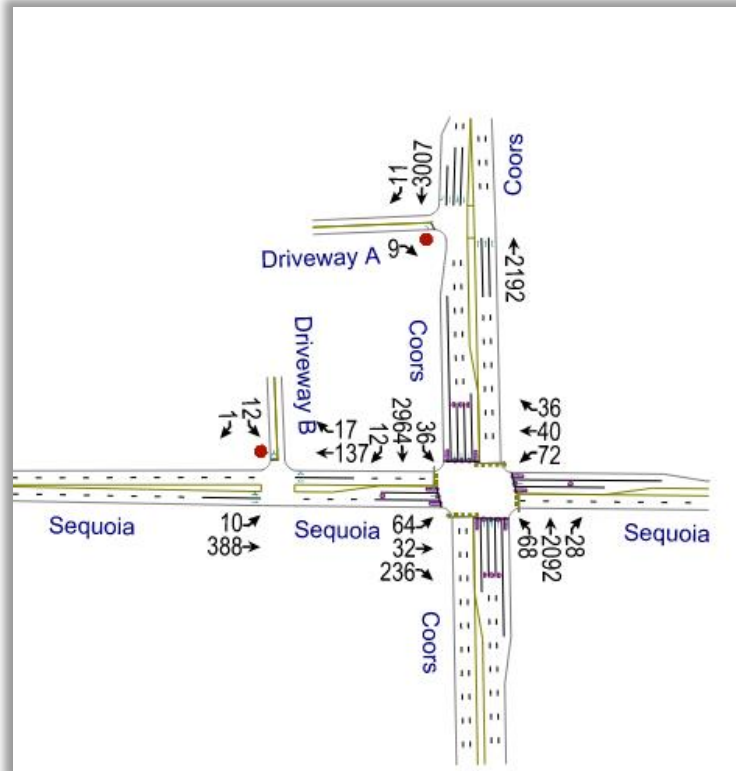 Coors
3007
11
2192
9
Driveway A
Coors
Driveway B
12
1
17
137
12
2964
36
36
40
72
Sequoia
10
388
Sequoia
64
32
236
68
2092
28
Sequoia
Coors